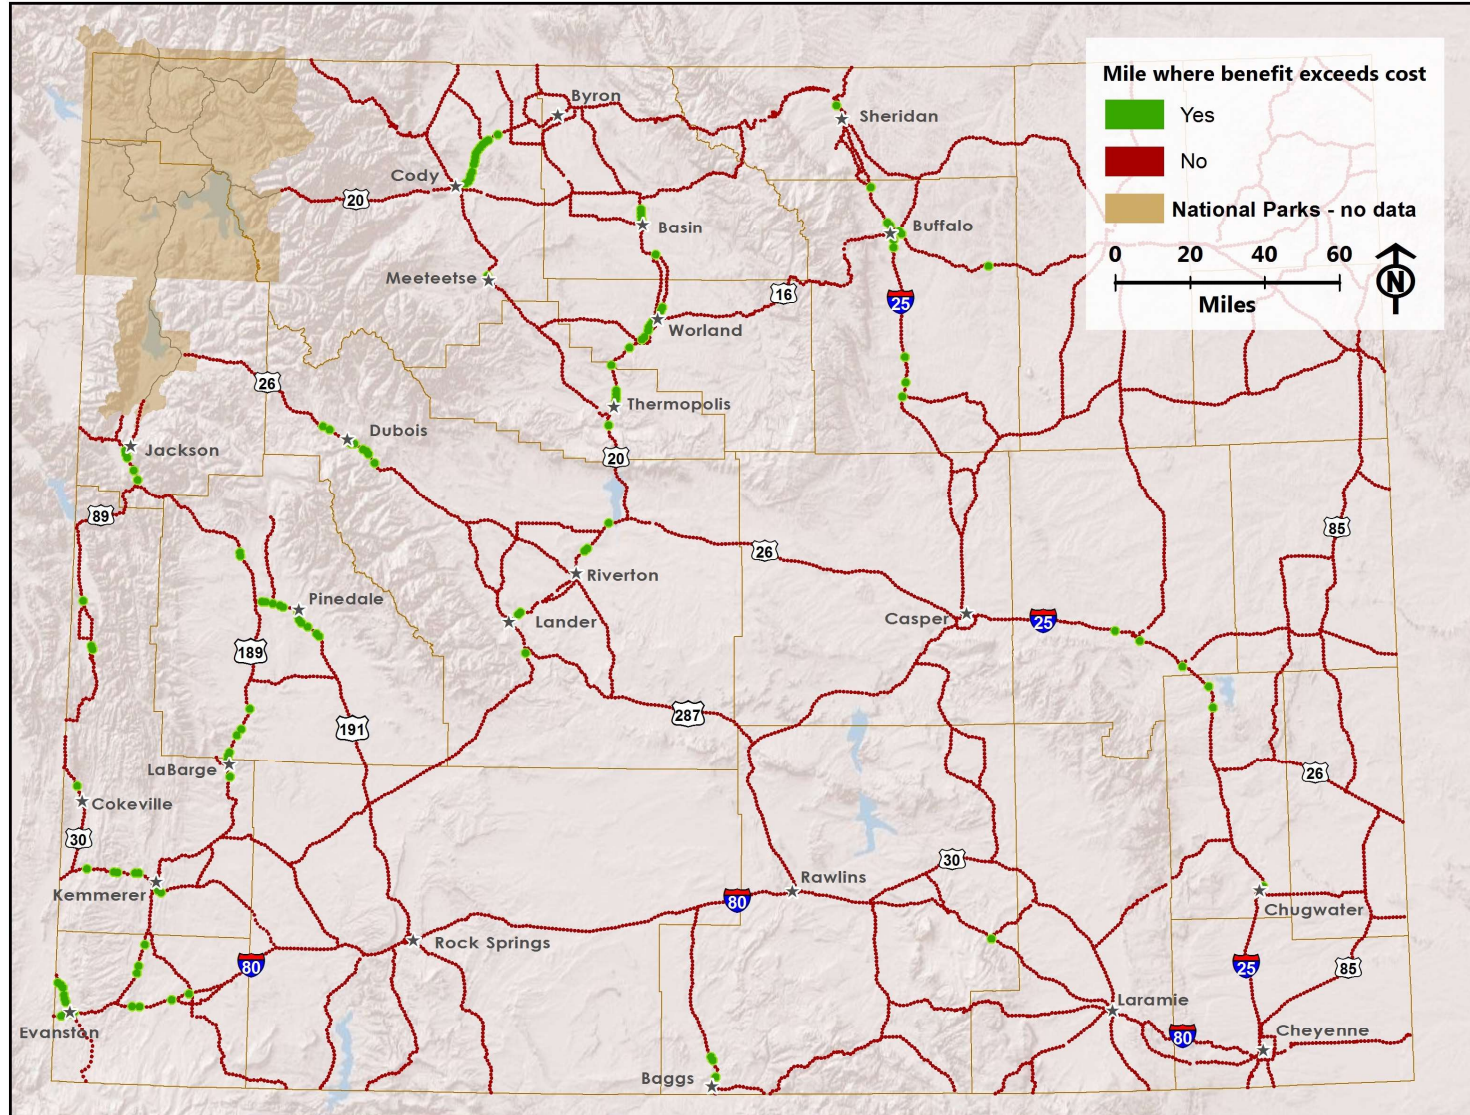 Mile where benefit exceeds cost
Yes
No
National Parks - no data
0 20 40 60
Miles
N
Byron
Sheridan
Cody
20
Basin
Buffalo
Meeteetse
16
25
Worland
26
Thermopolis
Dubois
Jackson
20
89
85
26
Riverton
Pinedale
Lander
Casper
25
189
287
191
LaBarge
26
Cokeville
30
30
Kemmerer
Rawlins
80
Chugwater
Rock Springs
80
25
85
Evanston
Laramie
80
Cheyenne
Baggs